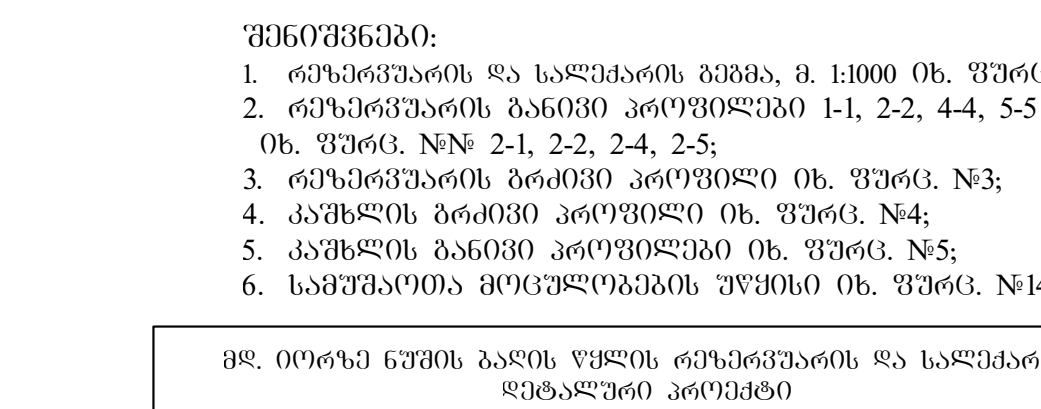 შენიშვნები:
1. რეზერვუარის და სალექარის გეგმა, მ. 1:1000 იხ. ფურც
2. რეზერვუარის განივი პროფილები 1-1, 2-2, 4-4, 5-5
იხ. ფურც. №№ 2-1, 2-2, 2-4, 2-5;
3. რეზერვუარის გრძივი პროფილი იხ. ფურც. №3;
4. კაშხლის გრძივი პროფილი იხ. ფურც. №4;
5. კაშხლის განივი პროფილები იხ. ფურც. №5;
6. სამუშაოთა მოცულობების უწყისი იხ. ფურც. №14
მდ. იორზე ნუშის ბაღის წყლის რეზერვუარის და სალექარ
დეტალური პროექტი